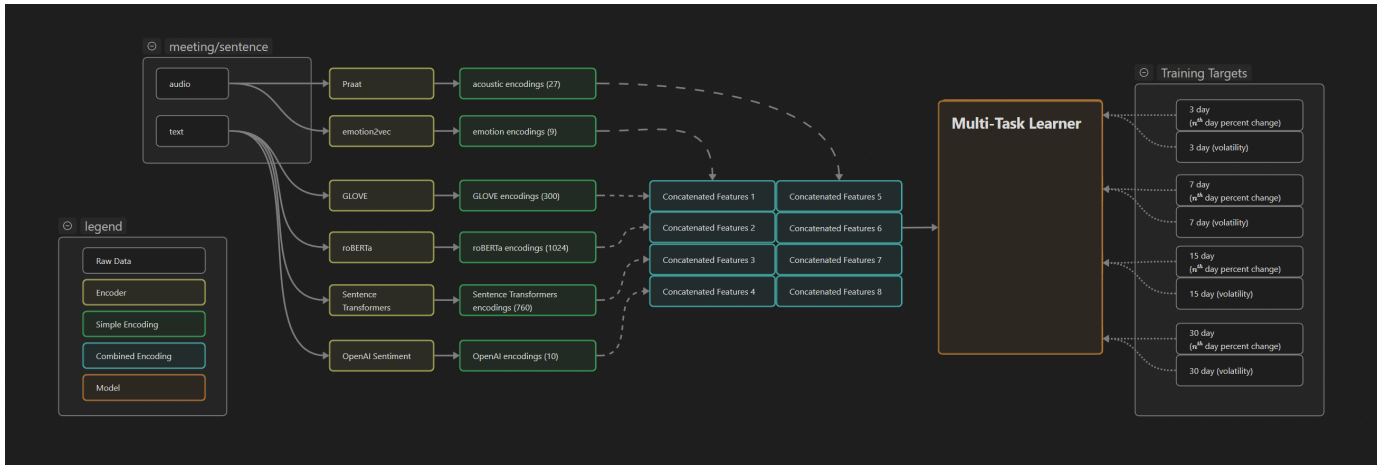 meeting/sentence
audio
text
Praat
acoustic encodings (27)
emotion2vec
emotion encodings (9)
GLOVE
GLOVE encodings (300)
roBERTa
roBERTa encodings (1024)
Sentence
Transformers
Sentence Transformers
encodings (760)
OpenAI Sentiment
OpenAI encodings (10)
legend
Raw Data
Encoder
Simple Encoding
Combined Encoding
Model
Concatenated Features 1
Concatenated Features 5
Concatenated Features 2
Concatenated Features 6
Concatenated Features 3
Concatenated Features 7
Concatenated Features 4
Concatenated Features 8
Multi-Task Learner
Training Targets
3 day
(nᵗʰ day percent change)
3 day (volatility)
7 day
(nᵗʰ day percent change)
7 day (volatility)
15 day
(nᵗʰ day percent change)
15 day (volatility)
30 day
(nᵗʰ day percent change)
30 day (volatility)